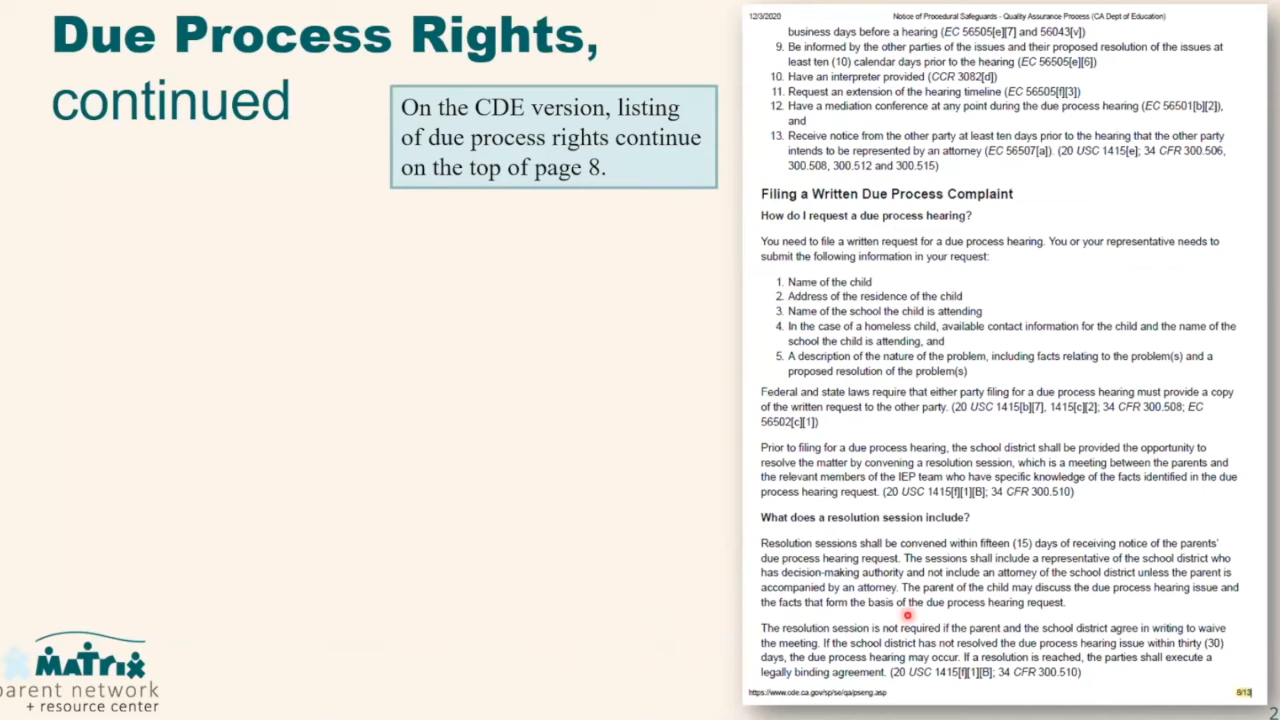 Due Process Rights,
continued
On the CDE version, listing
of due process rights continue
on the top of page 8.
12/3/2020
Notice of Procedural Safeguards - Quality Assurance Process (CA Dept of Education)
business days before a hearing (EC 56505[e][7] and 56043[v])
9. Be informed by the other parties of the issues and their proposed resolution of the issues at
least ten (10) calendar days prior to the hearing (EC 56505[e][6])
10. Have an interpreter provided (CCR 3082[d])
11. Request an extension of the hearing timeline (EC 56505[f][3])
12. Have a mediation conference at any point during the due process hearing (EC 56501[b][2]),
and
13. Receive notice from the other party at least ten days prior to the hearing that the other party
intends to be represented by an attorney (EC 56507[a]). (20 USC 1415[e]; 34 CFR 300.506,
300.508, 300.512 and 300.515)
Filing a Written Due Process Complaint
How do I request a due process hearing?
You need to file a written request for a due process hearing. You or your representative needs to
submit the following information in your request:
1. Name of the child
2. Address of the residence of the child
3. Name of the school the child is attending
4. In the case of a homeless child, available contact information for the child and the name of the
school the child is attending, and
5. A description of the nature of the problem, including facts relating to the problem(s) and a
proposed resolution of the problem(s)
Federal and state laws require that either party filing for a due process hearing must provide a copy
of the written request to the other party. (20 USC 1415[b][7], 1415[c][2]; 34 CFR 300.508; EC
56502[c][1])
Prior to filing for a due process hearing, the school district shall be provided the opportunity to
resolve the matter by convening a resolution session, which is a meeting between the parents and
the relevant members of the IEP team who have specific knowledge of the facts identified in the due
process hearing request. (20 USC 1415[f][1][B]; 34 CFR 300.510)
What does a resolution session include?
Resolution sessions shall be convened within fifteen (15) days of receiving notice of the parents'
due process hearing request. The sessions shall include a representative of the school district who
has decision-making authority and not include an attorney of the school district unless the parent is
accompanied by an attorney. The parent of the child may discuss the due process hearing issue and
the facts that form the basis of the due process hearing request.
The resolution session is not required if the parent and the school district agree in writing to waive
the meeting. If the school district has not resolved the due process hearing issue within thirty (30)
days, the due process hearing may occur. If a resolution is reached, the parties shall execute a
legally binding agreement. (20 USC 1415[f][1][B]; 34 CFR 300.510)
https://www.cde.ca.gov/sp/se/qa/pseng.asp
8/13
MATRIX
parent network
+ resource center
2